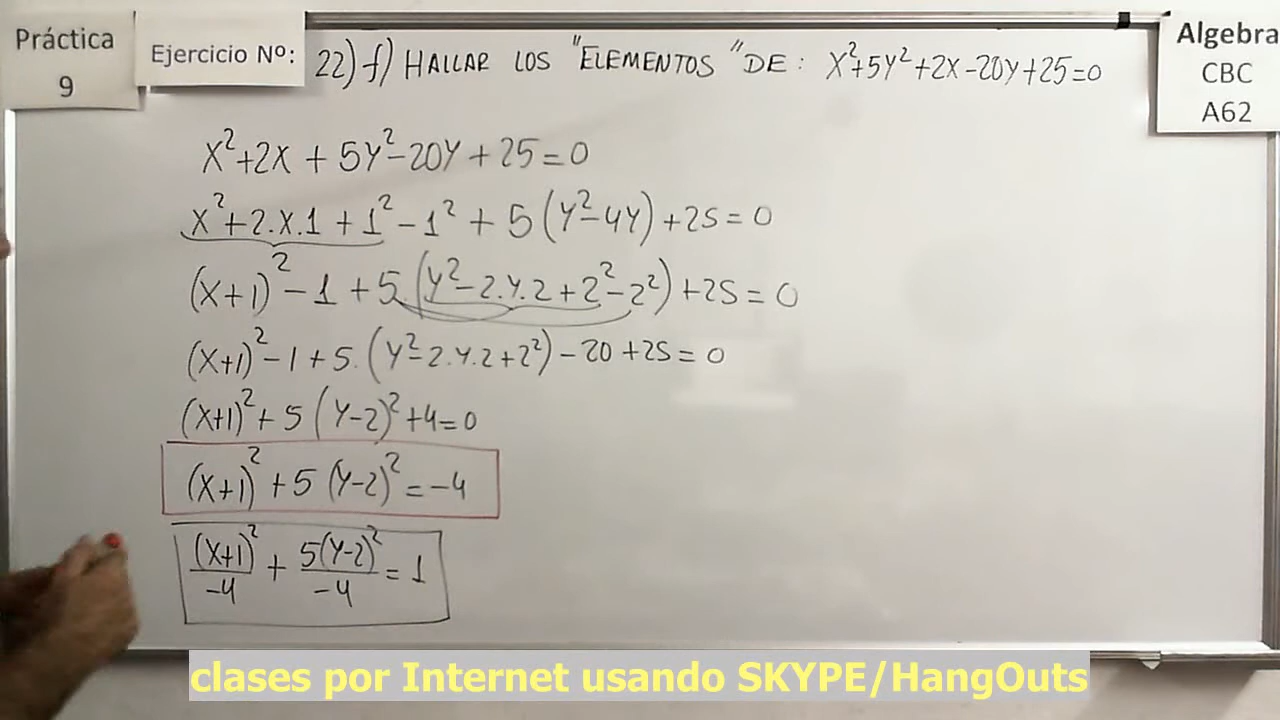 Práctica
9
Ejercicio Nº:
22) f) HALLAR LOS "ELEMENTOS" DE: X²+5Y²+2X-20Y+25=0
Algebra
CBC
A62
X²+2X + 5Y²-20Y + 25 = 0
X²+2.X.1 + 1² - 1² + 5 (Y²-4Y) + 25 = 0
(X+1)² - 1 + 5. (Y²-2.Y.2+2²-2²) + 25 = 0
(X+1)² - 1 + 5. (Y²-2.Y.2+2²) - 20 + 25 = 0
(X+1)² + 5 (Y-2)² + 4 = 0
(X+1)² + 5 (Y-2)² = -4
(X+1)²/-4 + 5(Y-2)²/-4 = 1
clases por Internet usando SKYPE/HangOuts